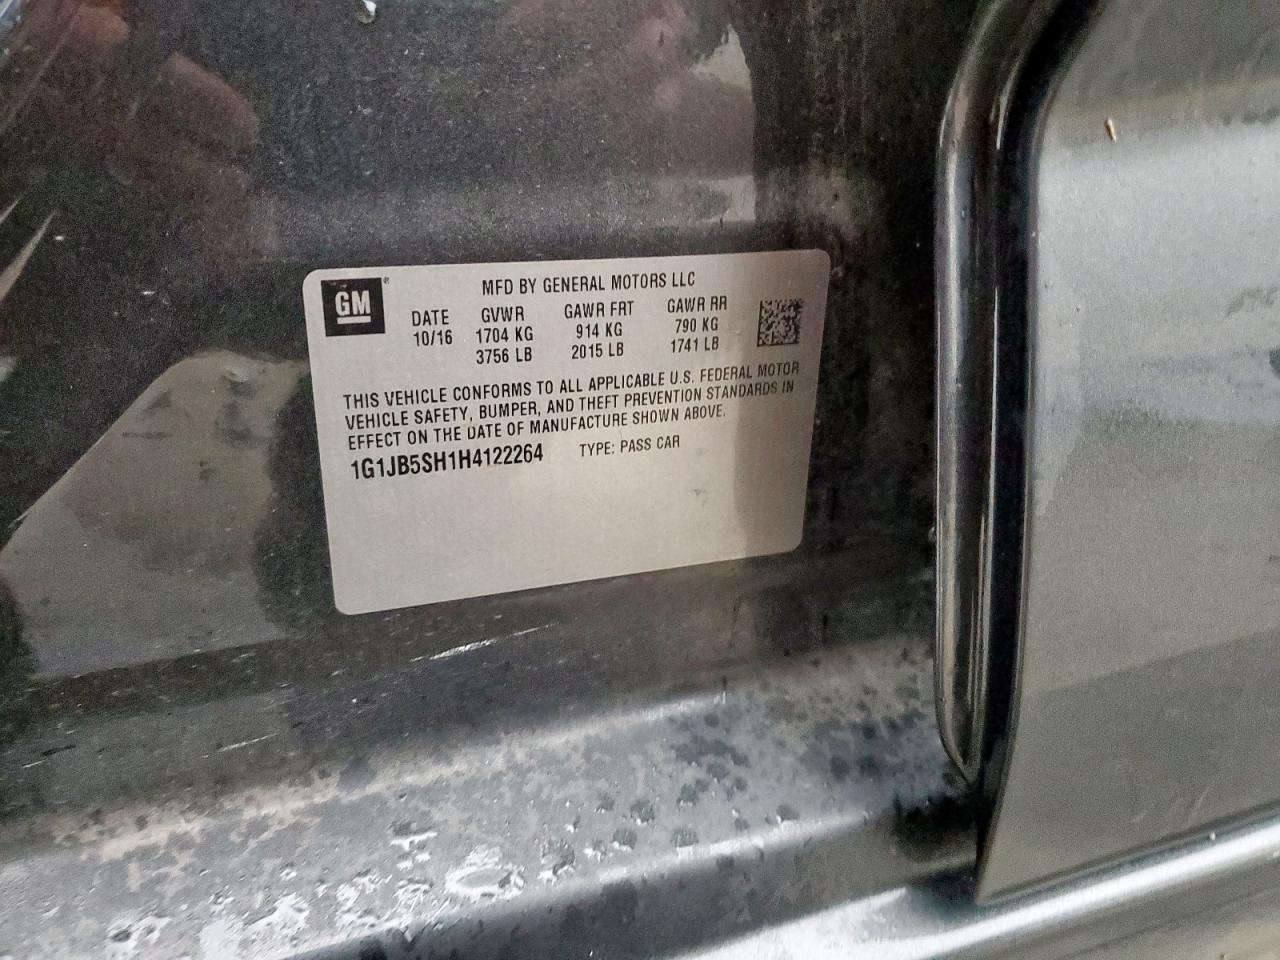 GM®
MFD BY GENERAL MOTORS LLC
DATE GVWR GAWR FRT GAWR RR
10/16 1704 KG 914 KG 790 KG
3756 LB 2015 LB 1741 LB
THIS VEHICLE CONFORMS TO ALL APPLICABLE U.S. FEDERAL MOTOR
VEHICLE SAFETY, BUMPER, AND THEFT PREVENTION STANDARDS IN
EFFECT ON THE DATE OF MANUFACTURE SHOWN ABOVE.
1G1JB5SH1H4122264 TYPE: PASS CAR